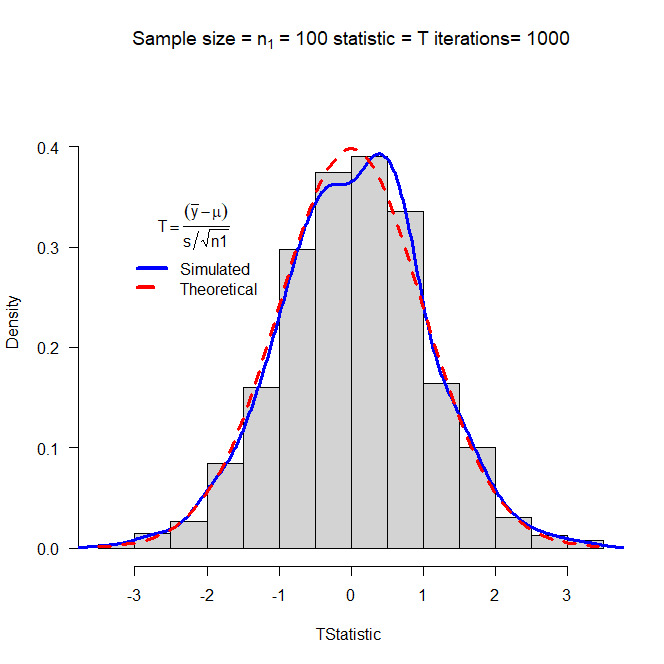 Sample size = n₁ = 100 statistic = T iterations= 1000
0.4
0.3
0.2
0.1
0.0
Density
T = (y̅ − μ)
s/√n1
Simulated
Theoretical
-3 -2 -1 0 1 2 3
TStatistic